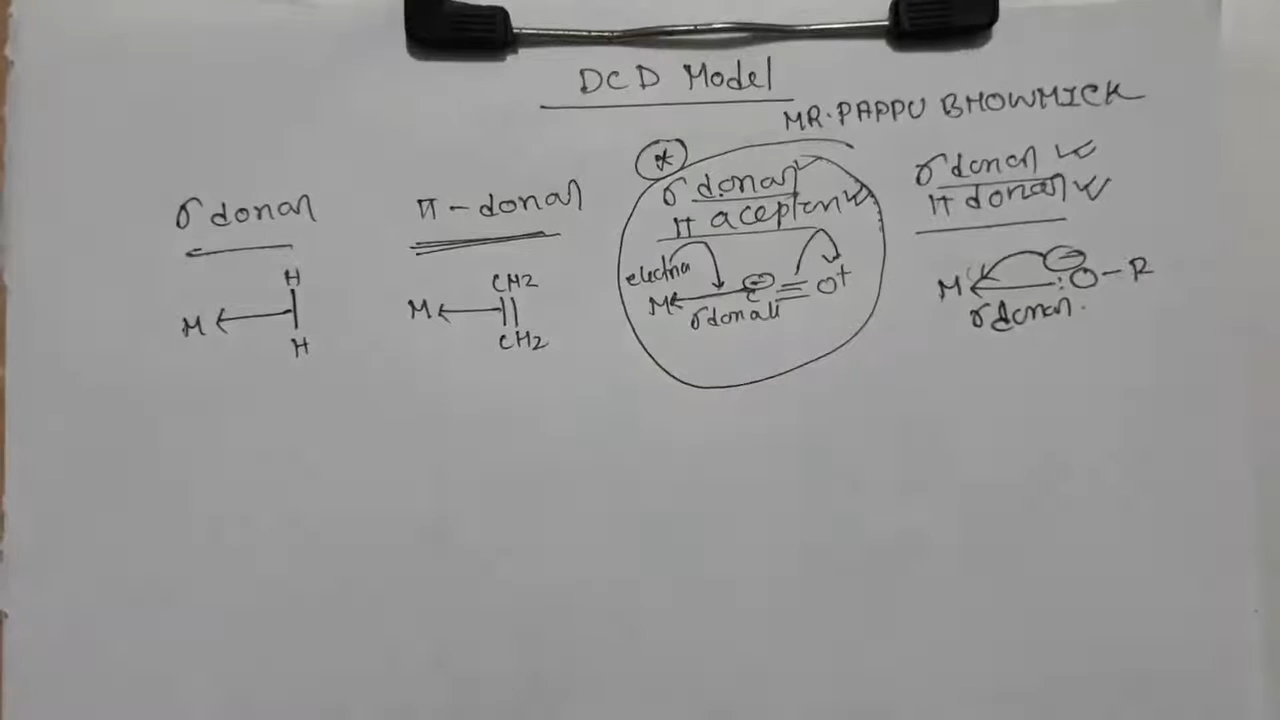 DCD Model
MR. PAPPU BHOWMICK
σ donar
π-donar
*
σ donar
π aceptor
σ donar
π donar
H
M
H
CH2
M
CH2
electron
M C O+
σ donar
M :O-R
σ donar.